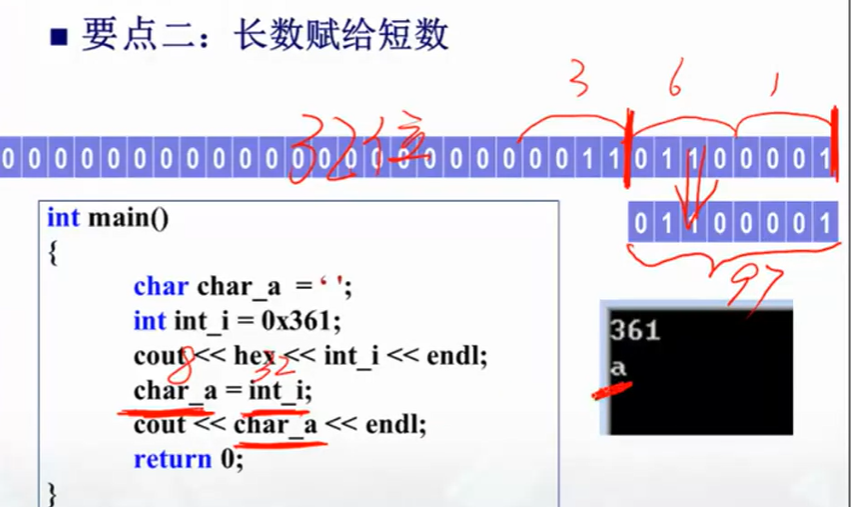 ■ 要点二：长数赋给短数
3 6 1
32位
0 0 0 0 0 0 0 0 0 0 0 0 0 0 0 0 0 0 0 0 0 0 1 1 0 1 1 0 0 0 0 1
0 1 1 0 0 0 0 1
97
int main()
{
char char_a = ‘ ';
int int_i = 0x361;
cout << hex << int_i << endl;
8 32
char_a = int_i;
cout << char_a << endl;
return 0;
}
361
a